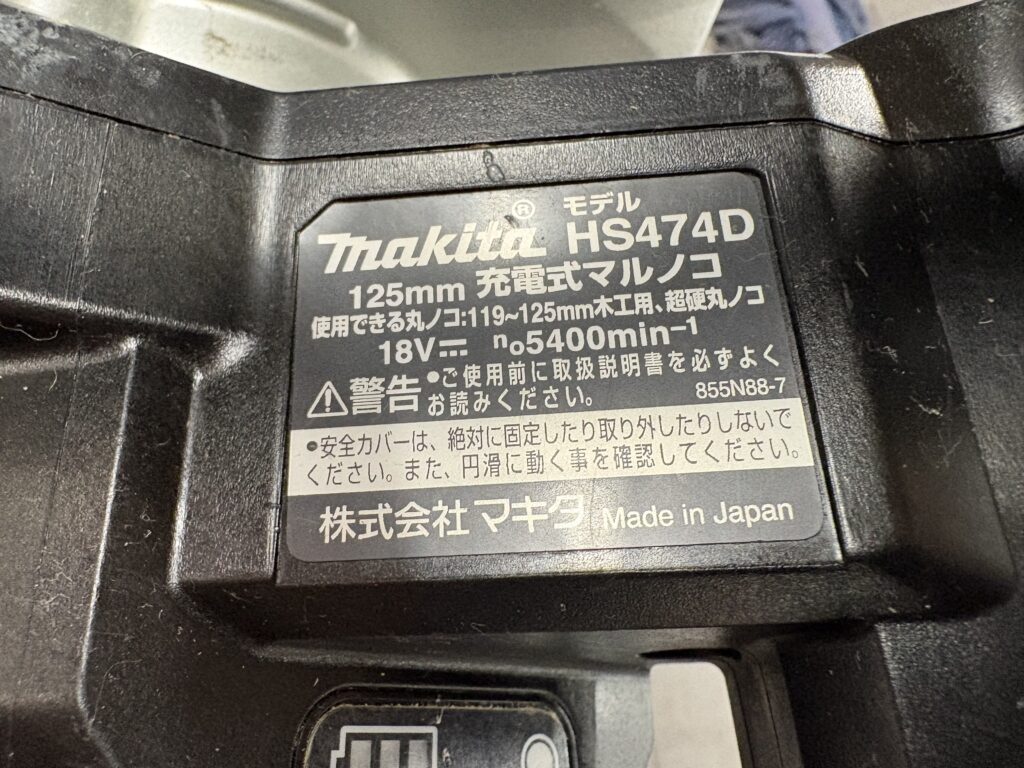 makita® モデル HS474D
125mm 充電式マルノコ
使用できる丸ノコ:119~125mm木工用、超硬丸ノコ
18V⎓ n₀5400min⁻¹
⚠警告 •ご使用前に取扱説明書を必ずよく
お読みください。 855N88-7
•安全カバーは、絶対に固定したり取り外したりしないで
ください。また、円滑に動く事を確認してください。
株式会社マキタ Made in Japan